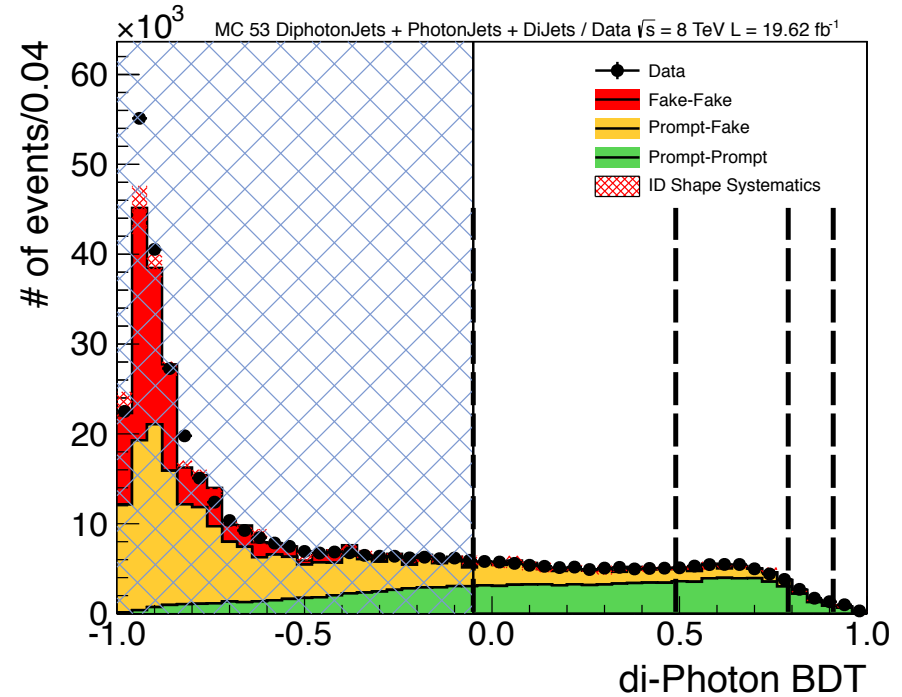 ×10³ MC 53 DiphotonJets + PhotonJets + DiJets / Data √s = 8 TeV L = 19.62 fb⁻¹
# of events/0.04
60
50
40
30
20
10
0
Data
Fake-Fake
Prompt-Fake
Prompt-Prompt
ID Shape Systematics
-1.0 -0.5 0.0 0.5 1.0
di-Photon BDT